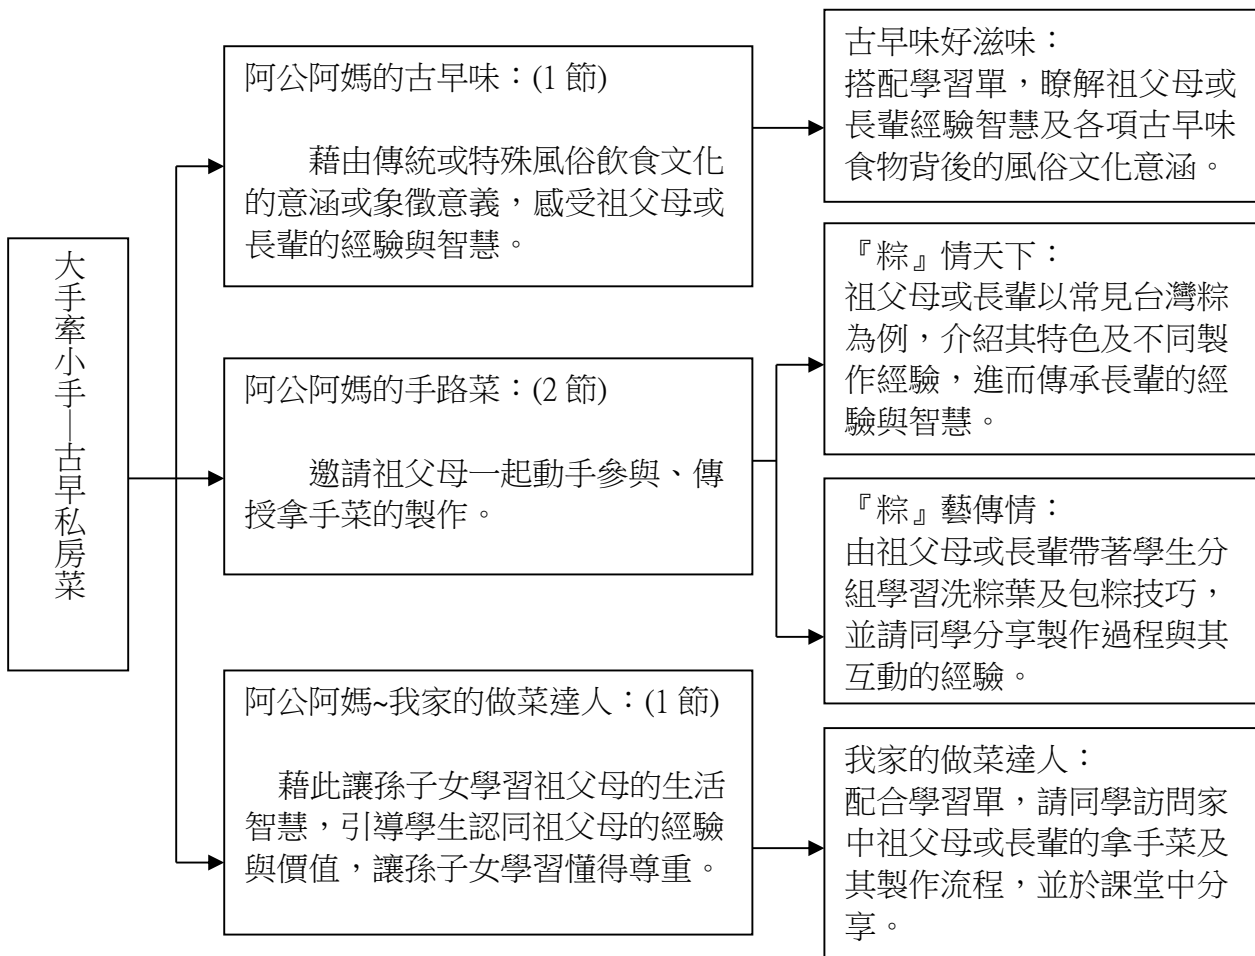 大手牽小手—古早私房菜
阿公阿媽的古早味：(1 節)
藉由傳統或特殊風俗飲食文化
的意涵或象徵意義，感受祖父母或
長輩的經驗與智慧。
古早味好滋味：
搭配學習單，瞭解祖父母或
長輩經驗智慧及各項古早味
食物背後的風俗文化意涵。
阿公阿媽的手路菜：(2 節)
邀請祖父母一起動手參與、傳
授拿手菜的製作。
『粽』情天下：
祖父母或長輩以常見台灣粽
為例，介紹其特色及不同製
作經驗，進而傳承長輩的經
驗與智慧。
『粽』藝傳情：
由祖父母或長輩帶著學生分
組學習洗粽葉及包粽技巧，
並請同學分享製作過程與其
互動的經驗。
阿公阿媽~我家的做菜達人：(1 節)
藉此讓孫子女學習祖父母的生活
智慧，引導學生認同祖父母的經驗
與價值，讓孫子女學習懂得尊重。
我家的做菜達人：
配合學習單，請同學訪問家
中祖父母或長輩的拿手菜及
其製作流程，並於課堂中分
享。